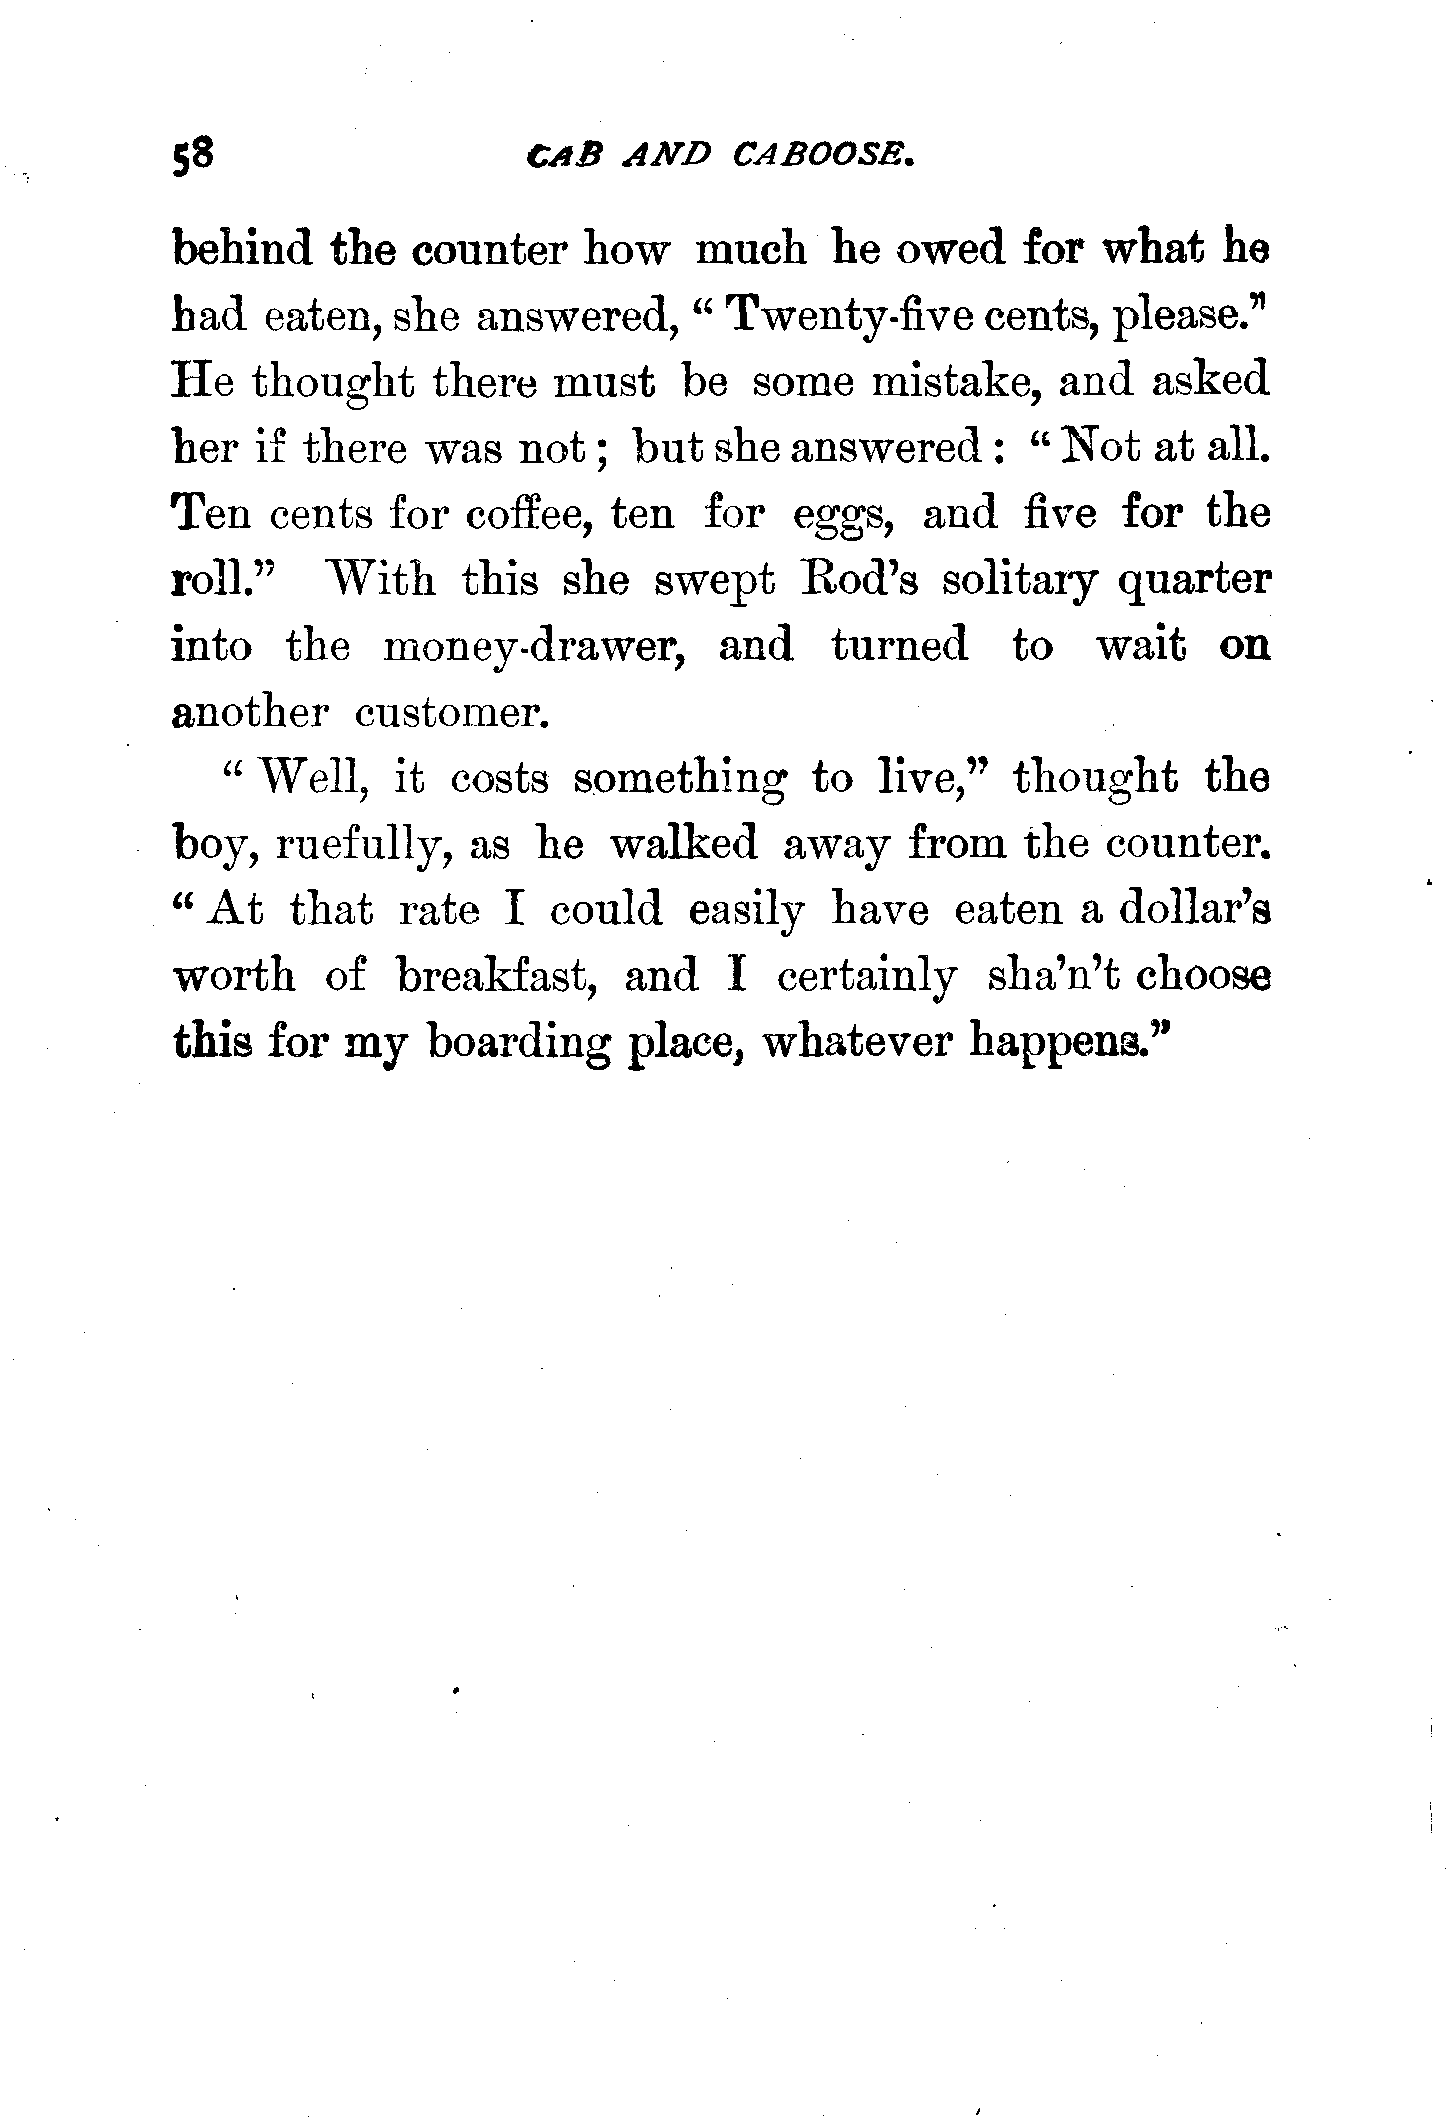 58 CAB AND CABOOSE.
behind the counter how much he owed for what he
had eaten, she answered, “Twenty-five cents, please.”
He thought there must be some mistake, and asked
her if there was not; but she answered: “Not at all.
Ten cents for coffee, ten for eggs, and five for the
roll.” With this she swept Rod’s solitary quarter
into the money-drawer, and turned to wait on
another customer.
“Well, it costs something to live,” thought the
boy, ruefully, as he walked away from the counter.
“At that rate I could easily have eaten a dollar’s
worth of breakfast, and I certainly sha’n’t choose
this for my boarding place, whatever happens.”